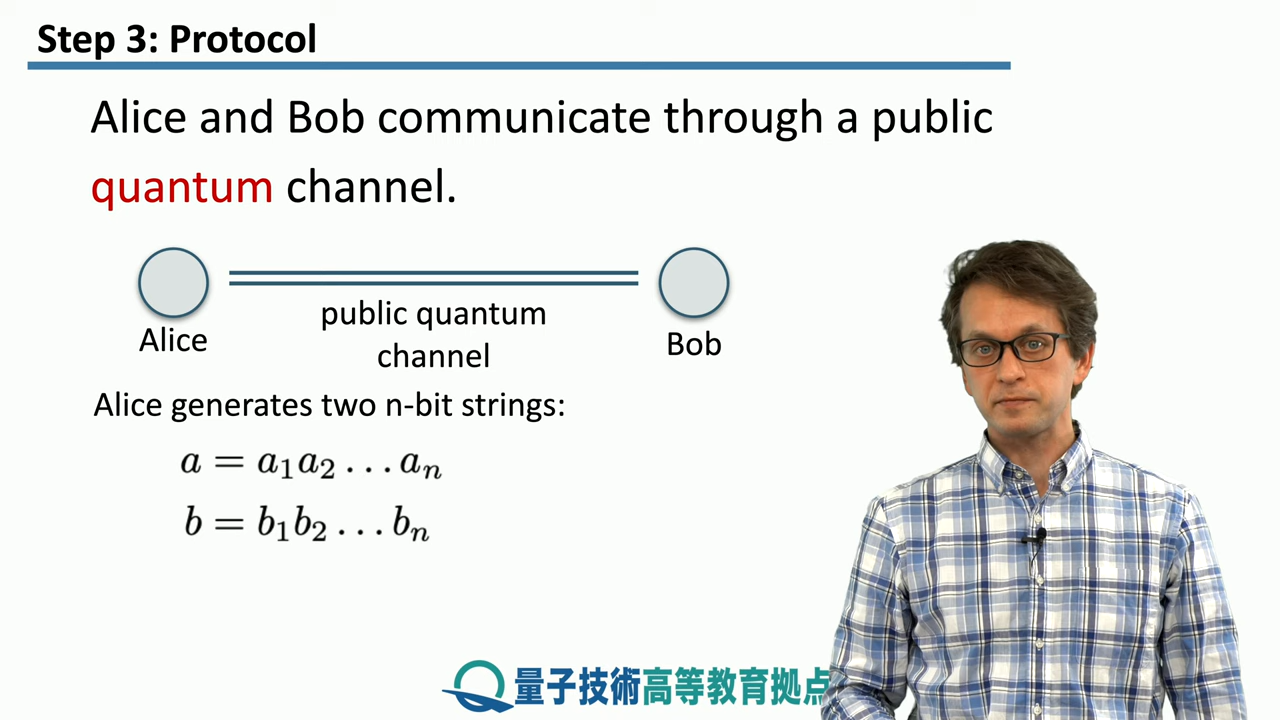 Step 3: Protocol
Alice and Bob communicate through a public
quantum channel.
public quantum
channel
Alice
Bob
Alice generates two n-bit strings:
a = a₁a₂ … aₙ
b = b₁b₂ … bₙ
量子技術高等教育拠点